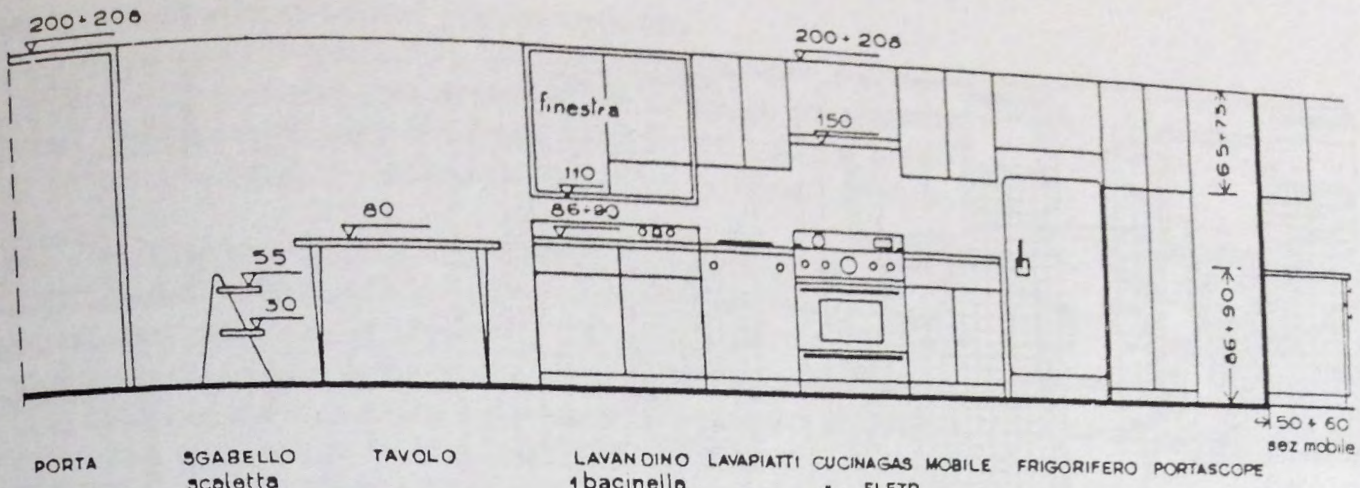 200÷208
200÷208
finestra
150
65÷75
110
80
86÷90
55
30
86÷90
50÷60
sez mobile
PORTA SGABELLO TAVOLO LAVANDINO LAVAPIATTI CUCINAGAS MOBILE FRIGORIFERO PORTASCOPE
scaletta 1 bacinella ELETR